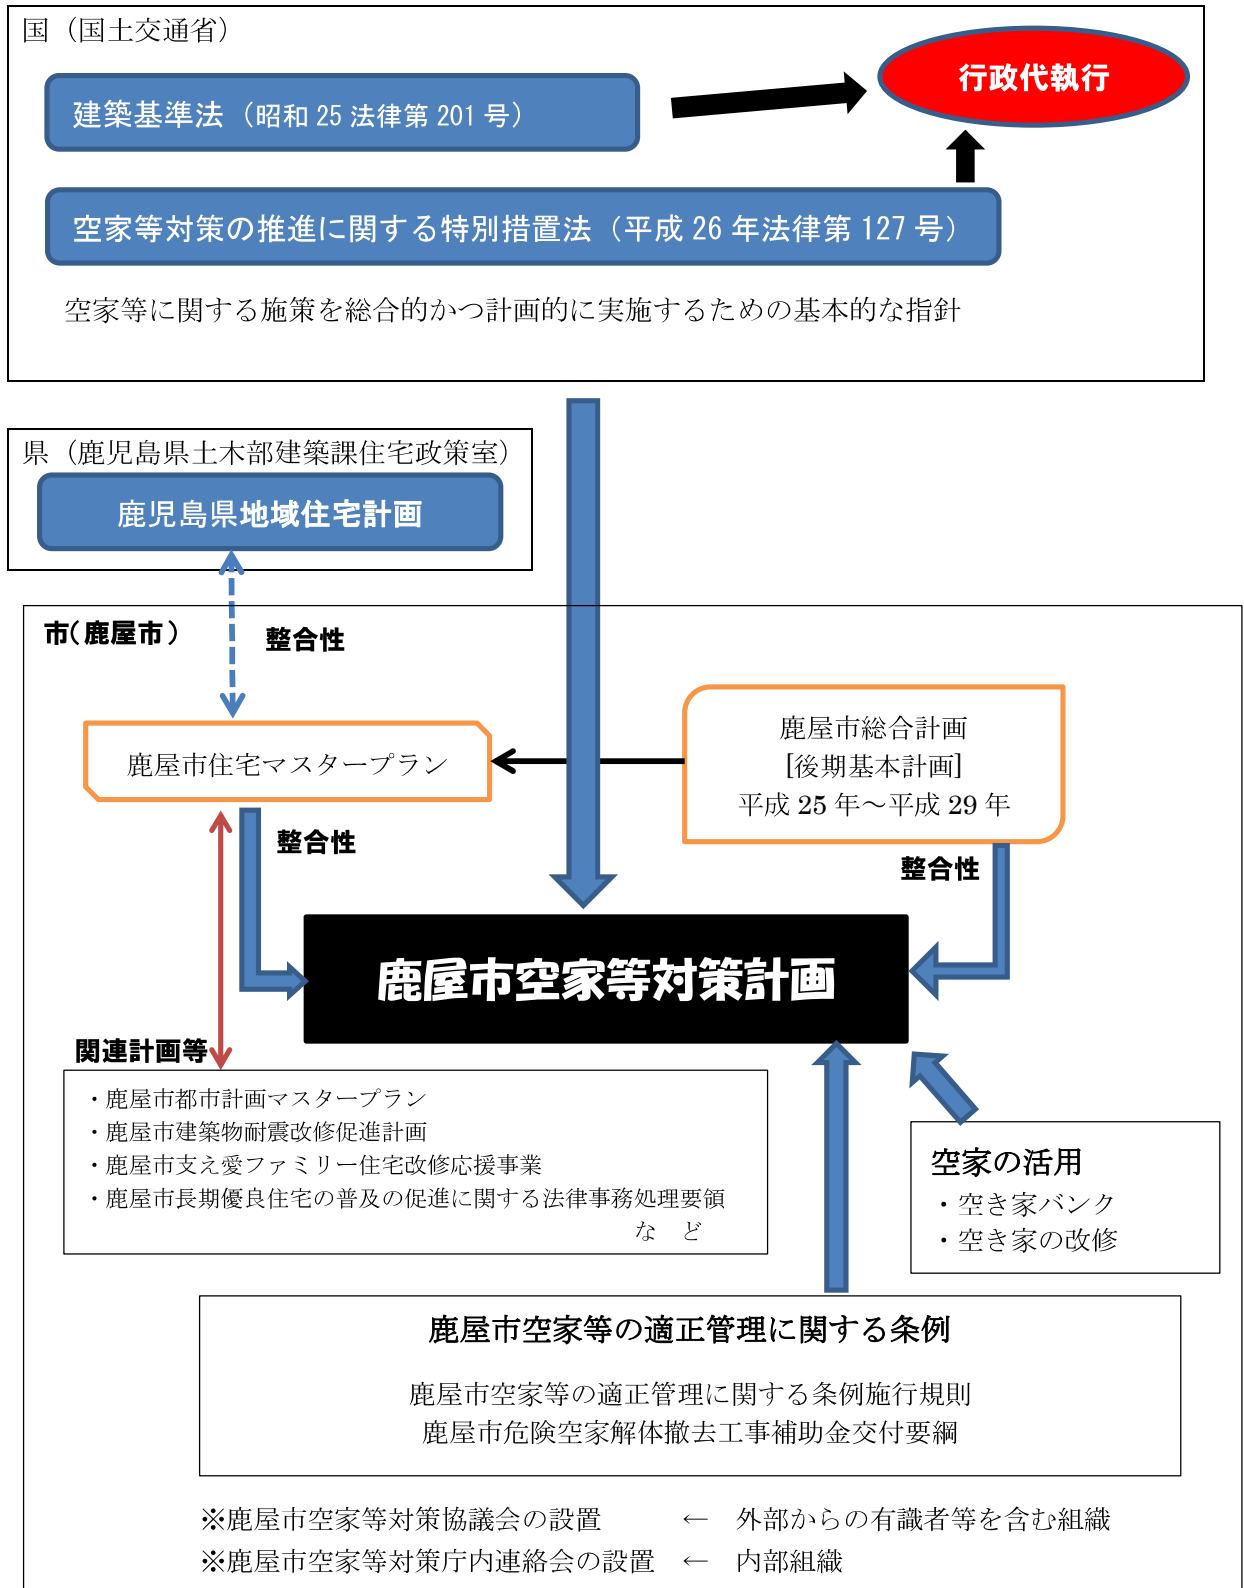 国（国土交通省）
行政代執行
建築基準法（昭和 25 法律第 201 号）
空家等対策の推進に関する特別措置法（平成 26 年法律第 127 号）
空家等に関する施策を総合的かつ計画的に実施するための基本的な指針
県（鹿児島県土木部建築課住宅政策室）
鹿児島県地域住宅計画
市（鹿屋市）
整合性
鹿屋市住宅マスタープラン
鹿屋市総合計画
[後期基本計画]
平成 25 年～平成 29 年
整合性
整合性
鹿屋市空家等対策計画
関連計画等
・鹿屋市都市計画マスタープラン
・鹿屋市建築物耐震改修促進計画
・鹿屋市支え愛ファミリー住宅改修応援事業
・鹿屋市長期優良住宅の普及の促進に関する法律事務処理要領
な　ど
空家の活用
・空き家バンク
・空き家の改修
鹿屋市空家等の適正管理に関する条例
鹿屋市空家等の適正管理に関する条例施行規則
鹿屋市危険空家解体撤去工事補助金交付要綱
※鹿屋市空家等対策協議会の設置　　　←　外部からの有識者等を含む組織
※鹿屋市空家等対策庁内連絡会の設置　←　内部組織